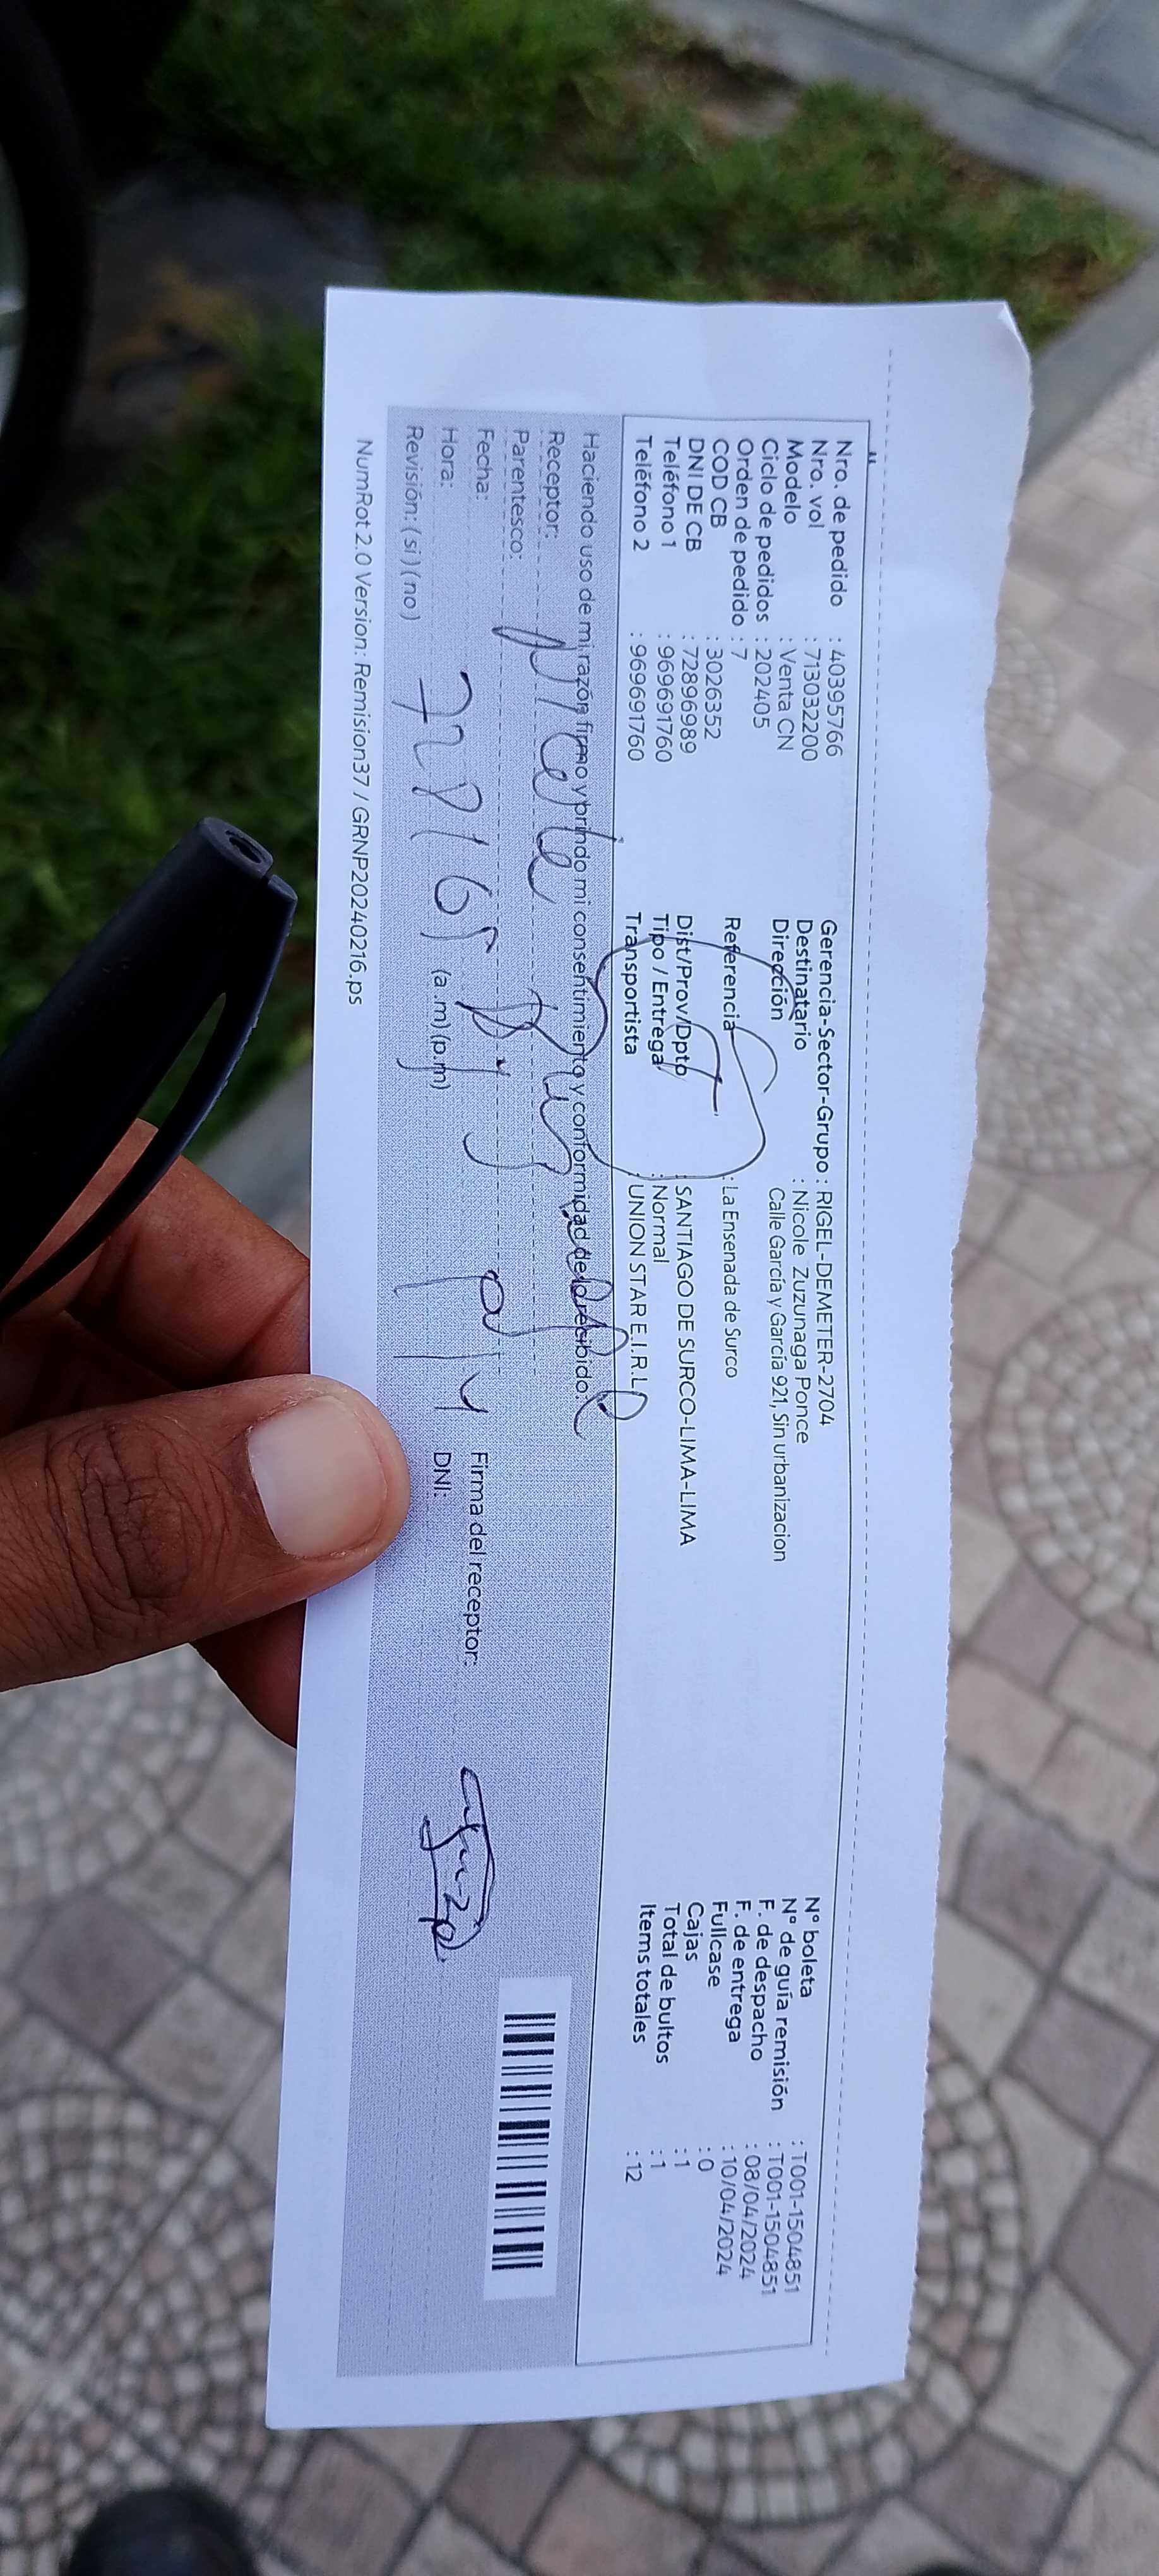 Nro. de pedido : 40395766
Nro. vol : 713032200
Modelo : Venta CN
Ciclo de pedidos : 202405
Orden de pedido : 7
COD CB : 3026352
DNI DE CB : 72896989
Teléfono 1 : 969691760
Teléfono 2 : 969691760
Gerencia-Sector-Grupo : RIGEL-DEMETER-2704
Destinatario : Nicole Zuzunaga Ponce
Dirección Calle García y García 921, Sin urbanizacion
Referencia : La Ensenada de Surco
Dist/Prov/Dpto : SANTIAGO DE SURCO-LIMA-LIMA
Tipo / Entrega : Normal
Transportista : UNION STAR E.I.R.L
N° boleta : T001-1504851
N° de guía remisión : T001-1504851
F. de despacho : 08/04/2024
F. de entrega : 10/04/2024
Fullcase : 0
Cajas : 1
Total de bultos : 1
Items totales : 12
Haciendo uso de mi razón firmo y brindo mi consentimiento y conformidad de lo recibido:
Receptor:
Parentesco:
Fecha:
Hora: (a.m)(p.m)
Revisión: (si) (no)
Firma del receptor:
DNI:
NumRot 2.0 Version: Remision37 / GRNP20240216.ps